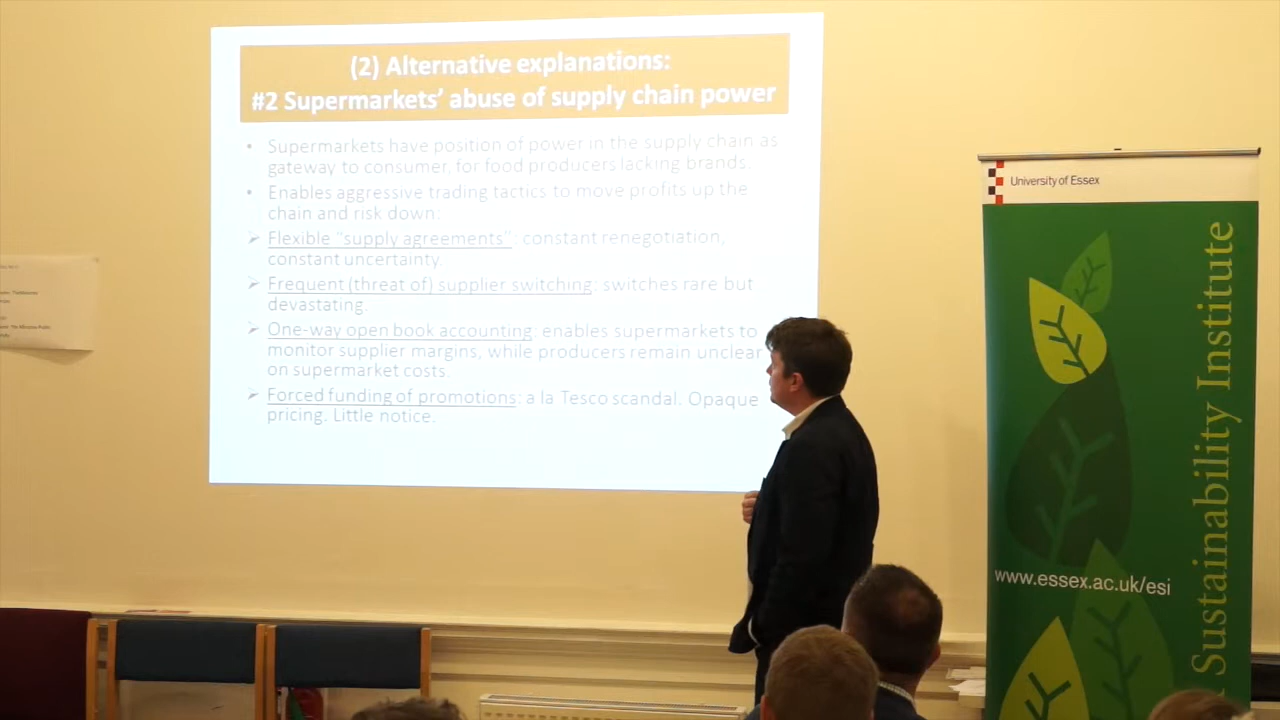 (2) Alternative explanations:
#2 Supermarkets' abuse of supply chain power
• Supermarkets have position of power in the supply chain as
gateway to consumer, for food producers lacking brands.
• Enables aggressive trading tactics to move profits up the
chain and risk down:
➢ Flexible "supply agreements": constant renegotiation,
constant uncertainty.
➢ Frequent (threat of) supplier switching: switches rare but
devastating.
➢ One-way open book accounting: enables supermarkets to
monitor supplier margins, while producers remain unclear
on supermarket costs.
➢ Forced funding of promotions: a la Tesco scandal. Opaque
pricing. Little notice.
University of Essex
Sustainability Institute
www.essex.ac.uk/esi